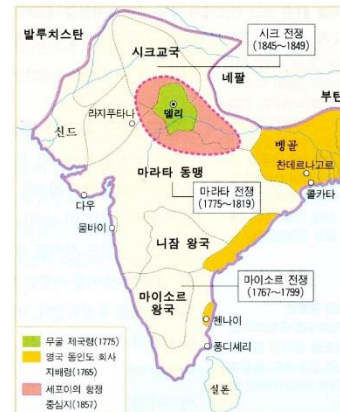 발루치스탄
시크 전쟁
(1845~1849)
시크교국
네팔
부탄
델리
라지푸타나
신드
벵골
찬데르나고르
콜카타
마라타 동맹
마라타 전쟁
(1775~1819)
다우
뭄바이
니잠 왕국
마이소르 전쟁
(1767~1799)
마이소르
왕국
첸나이
퐁디셰리
실론
무굴 제국령(1775)
영국 동인도 회사
지배령(1765)
세포이의 항쟁
중심지(1857)